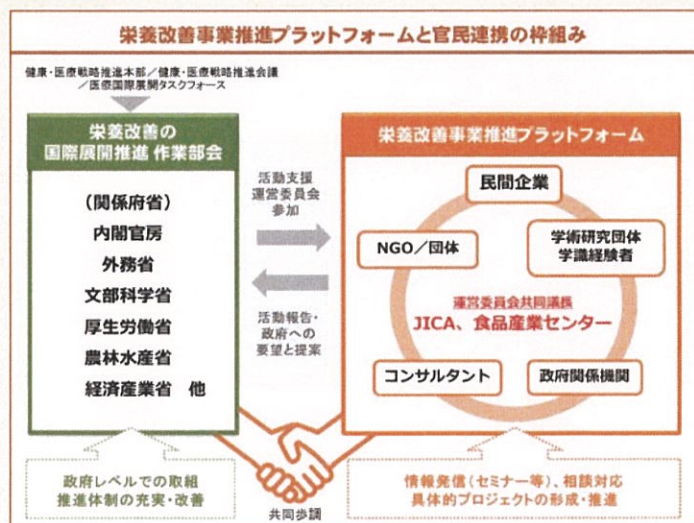 栄養改善事業推進プラットフォームと官民連携の枠組み
健康・医療戦略推進本部/健康・医療戦略推進会議
/医療国際展開タスクフォース
栄養改善の
国際展開推進 作業部会
(関係府省)
内閣官房
外務省
文部科学省
厚生労働省
農林水産省
経済産業省 他
活動支援
運営委員会
参加
活動報告・
政府への
要望と提案
栄養改善事業推進プラットフォーム
民間企業
NGO/団体
学術研究団体
学識経験者
運営委員会共同議長
JICA、食品産業センター
コンサルタント
政府関係機関
政府レベルでの取組
推進体制の充実・改善
共同歩調
情報発信(セミナー等)、相談対応
具体的プロジェクトの形成・推進